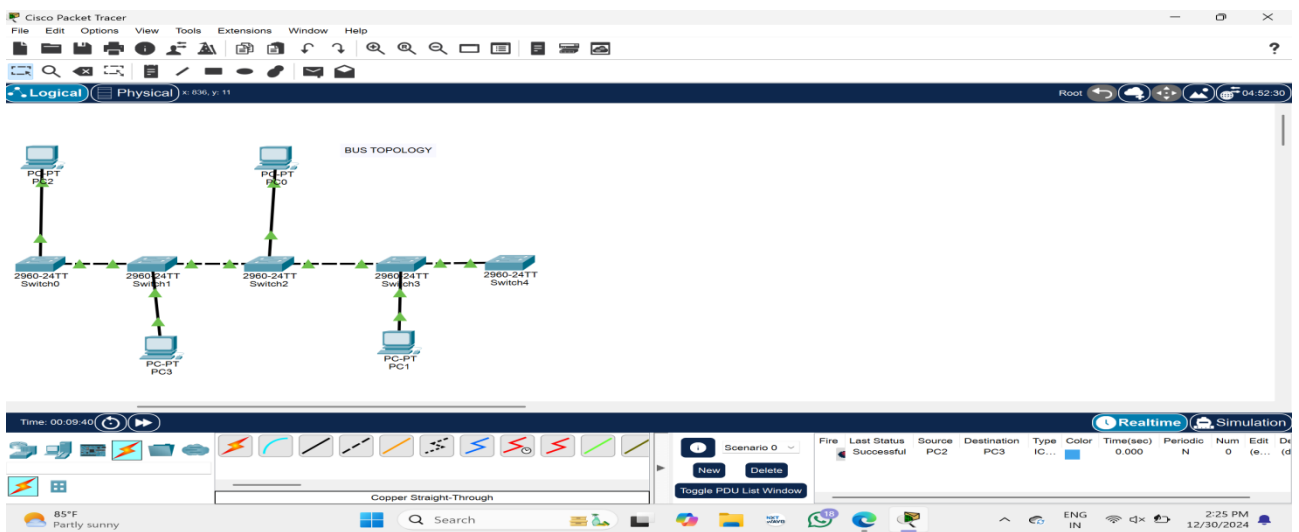 Cisco Packet Tracer
File Edit Options View Tools Extensions Window Help
?
Logical Physical x: 836, y: 11 Root 04:52:30
BUS TOPOLOGY
PC-PT
PC2
PC-PT
PC0
2960-24TT
Switch0
2960-24TT
Switch1
2960-24TT
Switch2
2960-24TT
Switch3
2960-24TT
Switch4
PC-PT
PC3
PC-PT
PC1
Time: 00:09:40 Realtime Simulation
Scenario 0
New Delete
Toggle PDU List Window
Fire Last Status Source Destination Type Color Time(sec) Periodic Num Edit De
Successful PC2 PC3 IC... 0.000 N 0 (e... (d
Copper Straight-Through
85°F
Partly sunny
Search
18
ENG
IN
2:25 PM
12/30/2024